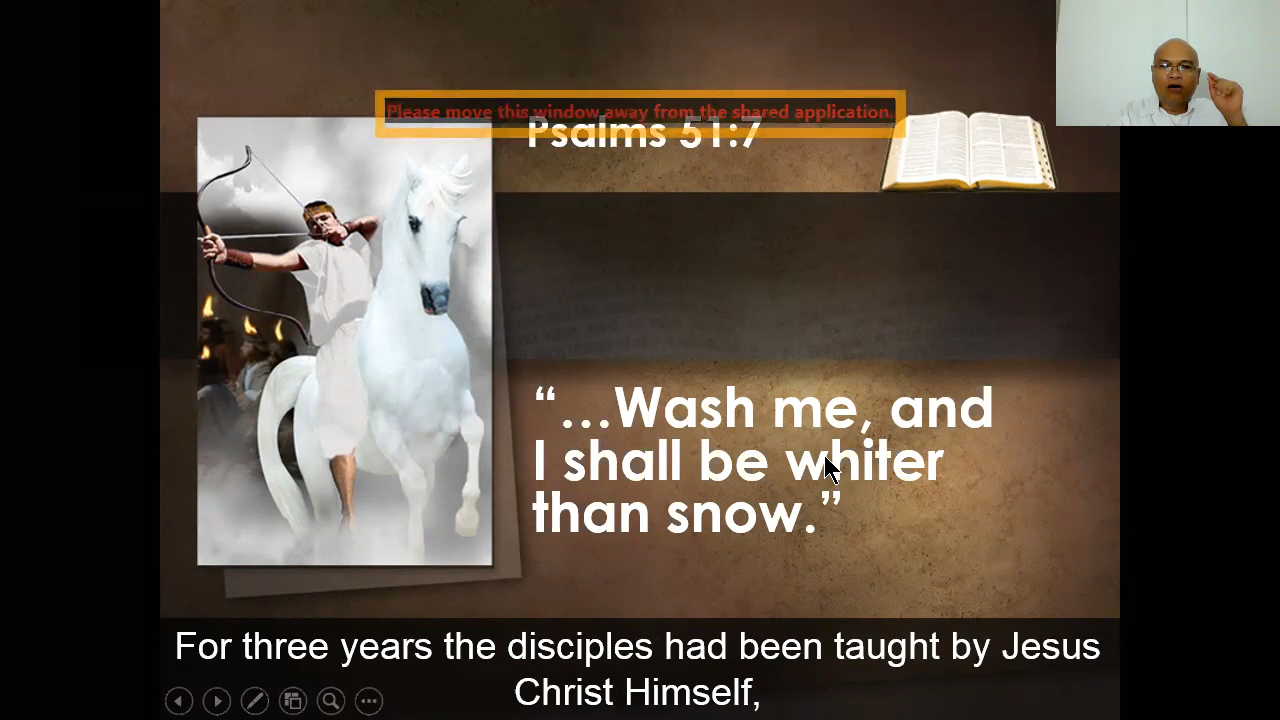 Please move this window away from the shared application
Psalms 51:7
“...Wash me, and
I shall be whiter
than snow.”
For three years the disciples had been taught by Jesus
Christ Himself,